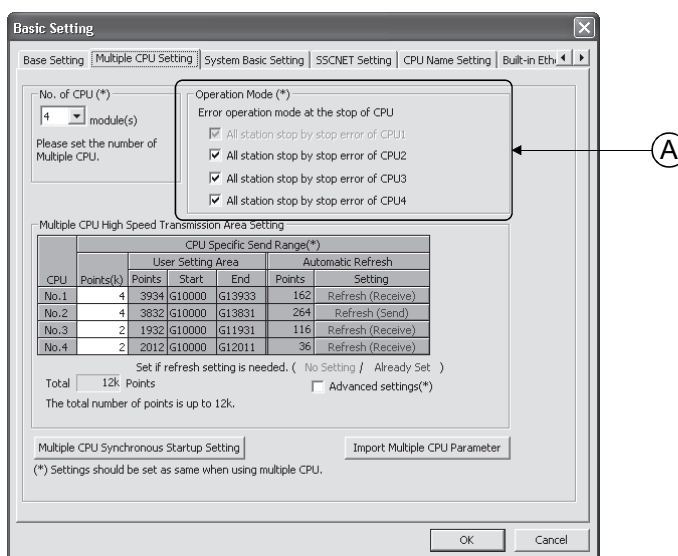 Basic Setting
Base Setting Multiple CPU Setting System Basic Setting SSCNET Setting CPU Name Setting Built-in Eth
No. of CPU (*)
4 module(s)
Please set the number of
Multiple CPU.
Operation Mode (*)
Error operation mode at the stop of CPU
All station stop by stop error of CPU1
All station stop by stop error of CPU2
All station stop by stop error of CPU3
All station stop by stop error of CPU4
A
Multiple CPU High Speed Transmission Area Setting
CPU Specific Send Range(*)
User Setting Area Automatic Refresh
CPU Points(k) Points Start End Points Setting
No.1 4 3934 G10000 G13933 162 Refresh (Receive)
No.2 4 3832 G10000 G13831 264 Refresh (Send)
No.3 2 1932 G10000 G11931 116 Refresh (Receive)
No.4 2 2012 G10000 G12011 36 Refresh (Receive)
Set if refresh setting is needed. ( No Setting / Already Set )
Total 12k Points
Advanced settings(*)
The total number of points is up to 12k.
Multiple CPU Synchronous Startup Setting Import Multiple CPU Parameter
(*) Settings should be set as same when using multiple CPU.
OK Cancel